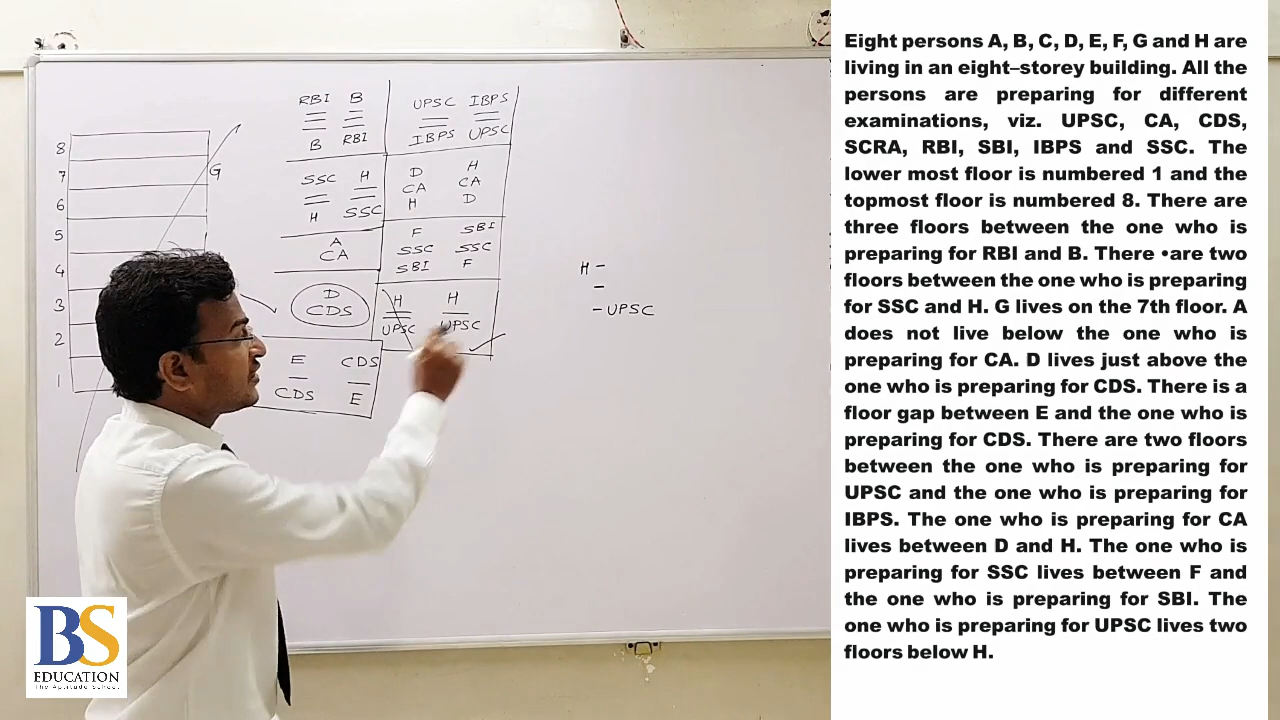 RBI B
B RBI
SSC H
H SSC
A
CA
D
CDS
E CDS
CDS E
UPSC IBPS
IBPS UPSC
D H
CA CA
H D
F SBI
SSC SSC
SBI F
H H
UPSC UPSC
8
7 G
6
5
4
3
2
1
H -
-
- UPSC
Eight persons A, B, C, D, E, F, G and H are
living in an eight–storey building. All the
persons are preparing for different
examinations, viz. UPSC, CA, CDS,
SCRA, RBI, SBI, IBPS and SSC. The
lower most floor is numbered 1 and the
topmost floor is numbered 8. There are
three floors between the one who is
preparing for RBI and B. There •are two
floors between the one who is preparing
for SSC and H. G lives on the 7th floor. A
does not live below the one who is
preparing for CA. D lives just above the
one who is preparing for CDS. There is a
floor gap between E and the one who is
preparing for CDS. There are two floors
between the one who is preparing for
UPSC and the one who is preparing for
IBPS. The one who is preparing for CA
lives between D and H. The one who is
preparing for SSC lives between F and
the one who is preparing for SBI. The
one who is preparing for UPSC lives two
floors below H.
BS
EDUCATION
The Aptitude School